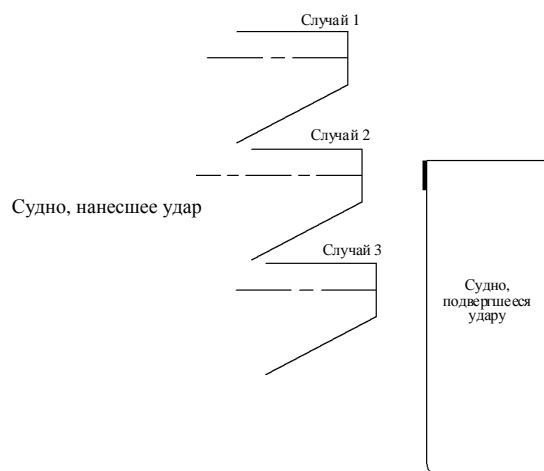 Случай 1
Случай 2
Судно, нанесшее удар
Случай 3
Судно,
подвергшееся
удару